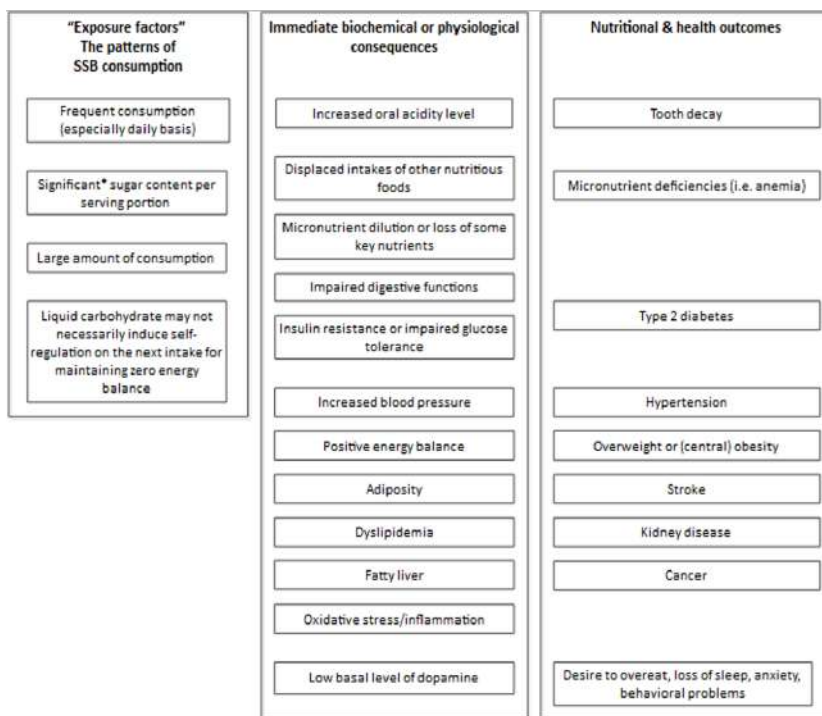 “Exposure factors”
The patterns of
SSB consumption
Frequent consumption
(especially daily basis)
Significant* sugar content per
serving portion
Large amount of consumption
Liquid carbohydrate may not
necessarily induce self-
regulation on the next intake for
maintaining zero energy
balance
Immediate biochemical or physiological
consequences
Increased oral acidity level
Displaced intakes of other nutritious
foods
Micronutrient dilution or loss of some
key nutrients
Impaired digestive functions
Insulin resistance or impaired glucose
tolerance
Increased blood pressure
Positive energy balance
Adiposity
Dyslipidemia
Fatty liver
Oxidative stress/inflammation
Low basal level of dopamine
Nutritional & health outcomes
Tooth decay
Micronutrient deficiencies (i.e. anemia)
Type 2 diabetes
Hypertension
Overweight or (central) obesity
Stroke
Kidney disease
Cancer
Desire to overeat, loss of sleep, anxiety,
behavioral problems